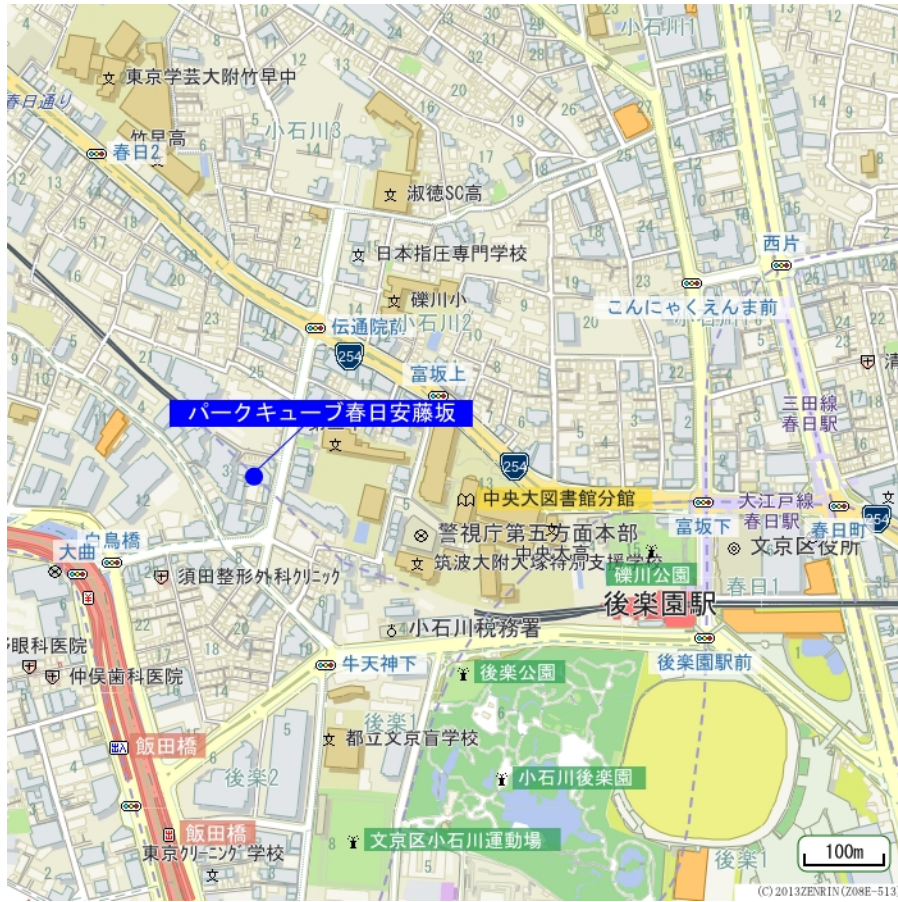 小石川1
東京学芸大附竹早中
春日通り
小石川3
竹早高
春日2
淑徳SC高
西片
日本指圧専門学校
礫川小
こんにゃくえんま前
伝通院前
小石川2
254
富坂上
三田線
春日駅
パークキューブ春日安藤坂
254
中央大図書館分館
大江戸線
春日駅
富坂下
春日町
254
白鳥橋
大曲
警視庁第五方面本部
中央大高
文京区役所
筑波大附大塚特別支援学校
須田整形外科クリニック
礫川公園
春日1
後楽園駅
小石川税務署
眼科医院
牛天神下
後楽園駅前
仲俣歯科医院
後楽公園
後楽1
都立文京盲学校
飯田橋
後楽2
小石川後楽園
飯田橋
文京区小石川運動場
東京クリーニング学校
後楽1
100m
(C)2013ZENRIN(Z08E-513)